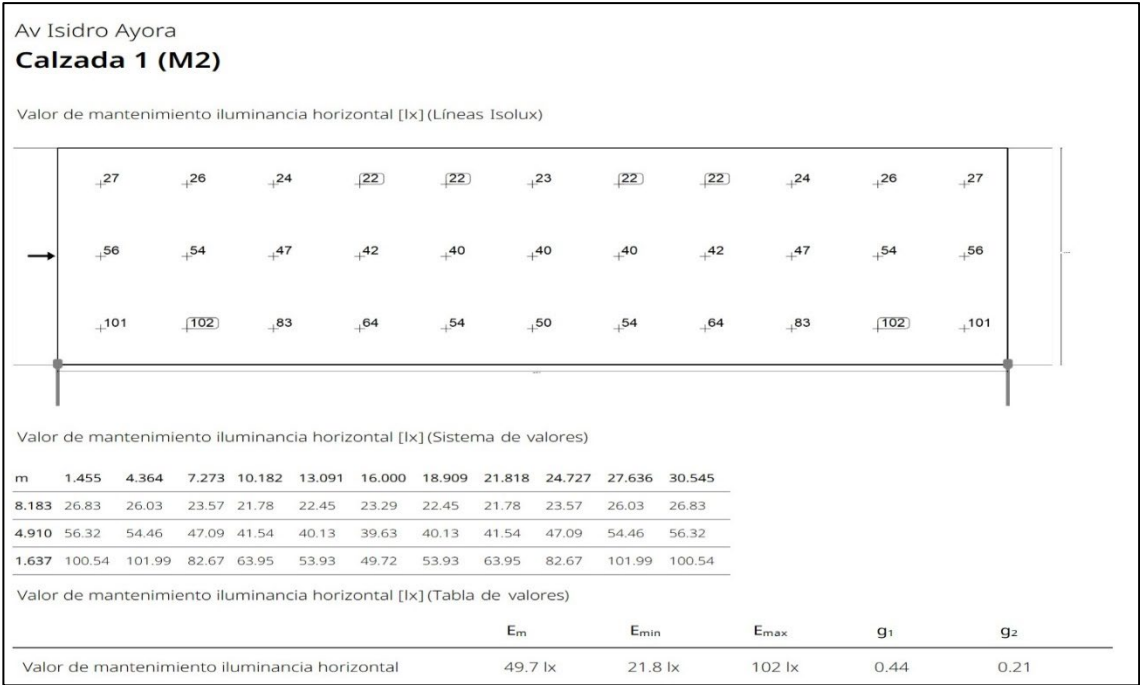 Av Isidro Ayora
Calzada 1 (M2)
Valor de mantenimiento iluminancia horizontal [lx] (Líneas Isolux)
27 26 24 22 22 23 22 22 24 26 27
56 54 47 42 40 40 40 42 47 54 56
101 102 83 64 54 50 54 64 83 102 101
Valor de mantenimiento iluminancia horizontal [lx] (Sistema de valores)
m 1.455 4.364 7.273 10.182 13.091 16.000 18.909 21.818 24.727 27.636 30.545
8.183 26.83 26.03 23.57 21.78 22.45 23.29 22.45 21.78 23.57 26.03 26.83
4.910 56.32 54.46 47.09 41.54 40.13 39.63 40.13 41.54 47.09 54.46 56.32
1.637 100.54 101.99 82.67 63.95 53.93 49.72 53.93 63.95 82.67 101.99 100.54
Valor de mantenimiento iluminancia horizontal [lx] (Tabla de valores)
Em Emin Emax g1 g2
Valor de mantenimiento iluminancia horizontal 49.7 lx 21.8 lx 102 lx 0.44 0.21